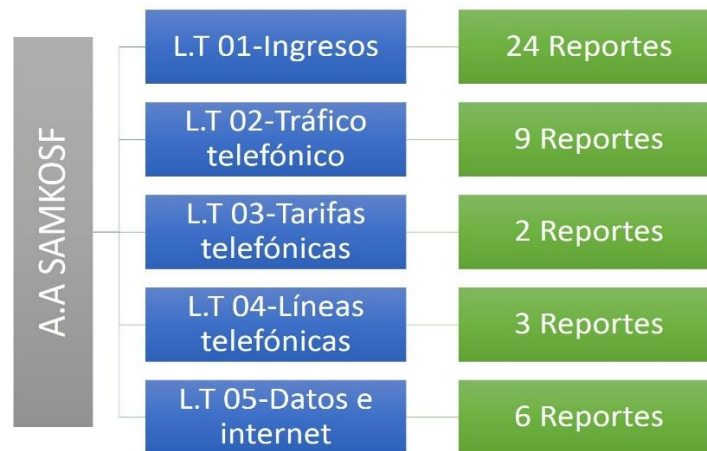 A.A SAMKOSF
L.T 01-Ingresos
24 Reportes
L.T 02-Tráfico
telefónico
9 Reportes
L.T 03-Tarifas
telefónicas
2 Reportes
L.T 04-Líneas
telefónicas
3 Reportes
L.T 05-Datos e
internet
6 Reportes